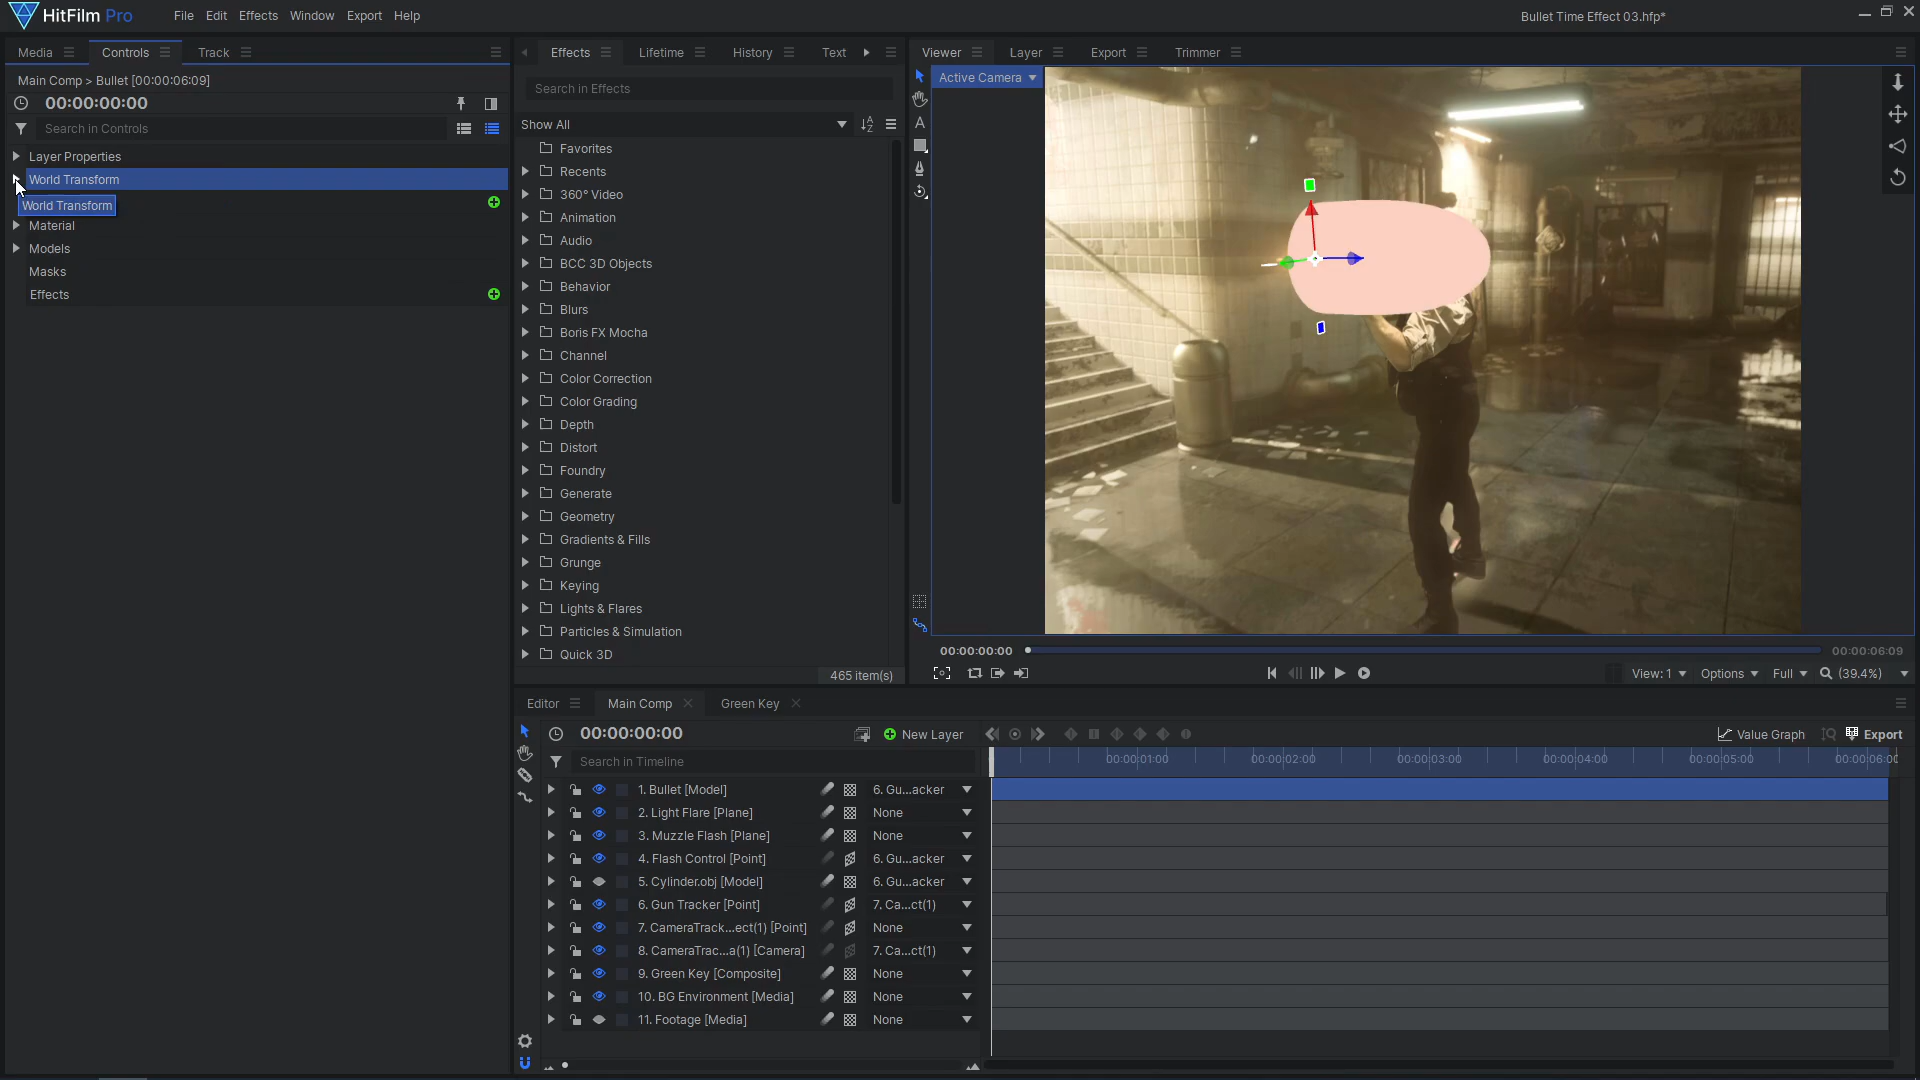 HitFilm Pro
File Edit Effects Window Export Help
Bullet Time Effect 03.hfp*
Media Controls Track
Main Comp > Bullet [00:00:06:09]
00:00:00:00
Search in Controls
Layer Properties
World Transform
World Transform
Material
Models
Masks
Effects
Effects Lifetime History Text
Search in Effects
Show All
Favorites
Recents
360° Video
Animation
Audio
BCC 3D Objects
Behavior
Blurs
Boris FX Mocha
Channel
Color Correction
Color Grading
Depth
Distort
Foundry
Generate
Geometry
Gradients & Fills
Grunge
Keying
Lights & Flares
Particles & Simulation
Quick 3D
465 item(s)
Viewer Layer Export Trimmer
Active Camera
00:00:00:00 00:00:06:09
View: 1 Options Full (39.4%)
Editor Main Comp Green Key
00:00:00:00 New Layer Value Graph Export
Search in Timeline 00:00:01:00 00:00:02:00 00:00:03:00 00:00:04:00 00:00:05:00
1. Bullet [Model] 6. Gu...acker
2. Light Flare [Plane] None
3. Muzzle Flash [Plane] None
4. Flash Control [Point] 6. Gu...acker
5. Cylinder.obj [Model] 6. Gu...acker
6. Gun Tracker [Point] 7. Ca...ct(1)
7. CameraTrack...ect(1) [Point] None
8. CameraTrac...a(1) [Camera] 7. Ca...ct(1)
9. Green Key [Composite] None
10. BG Environment [Media] None
11. Footage [Media] None